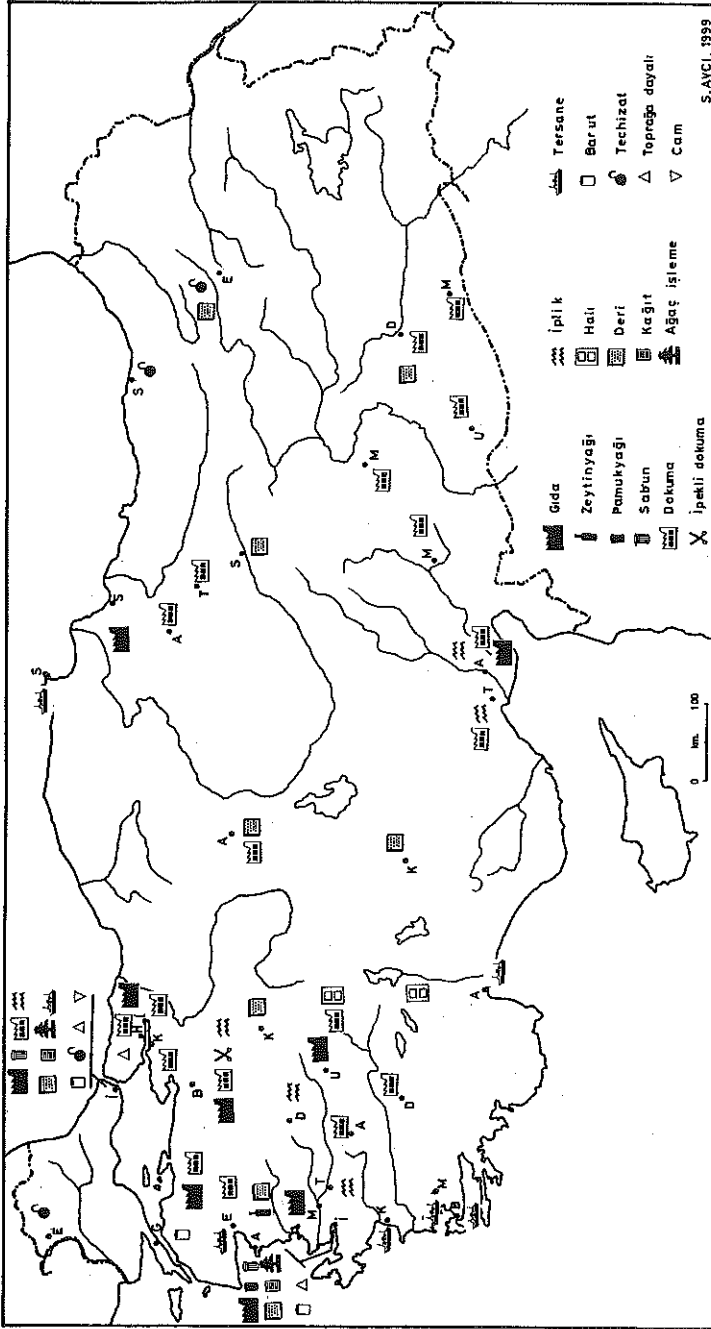 E
G
İ
B
H
K
E
A
A
M
T
İ
K
M
B
D
A
U
D
K
A
K
A
S
S
A
T
S
A
T
M
M
U
D
M
S
E
0 km. 100
Gıda
Zeytinyağı
Pamukyağı
Sabun
Dokuma
İpekli dokuma
İplik
Halı
Deri
Kağıt
Ağaç işleme
Tersane
Barut
Techizat
Toprağa dayalı
Cam
S.AVCI, 1999